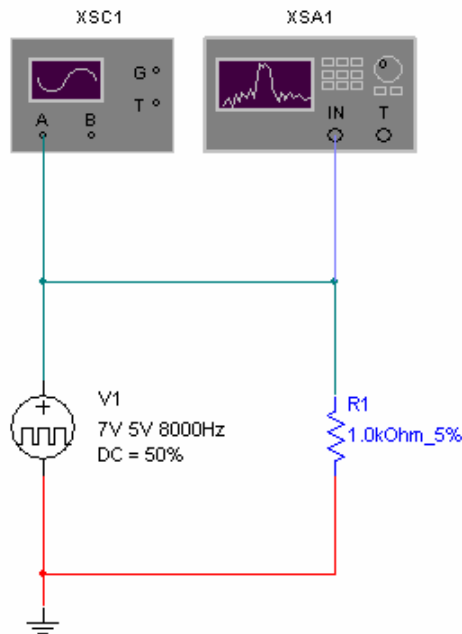 XSC1
XSA1
G
T
A
B
IN
T
V1
7V 5V 8000Hz
DC = 50%
R1
1.0kOhm_5%